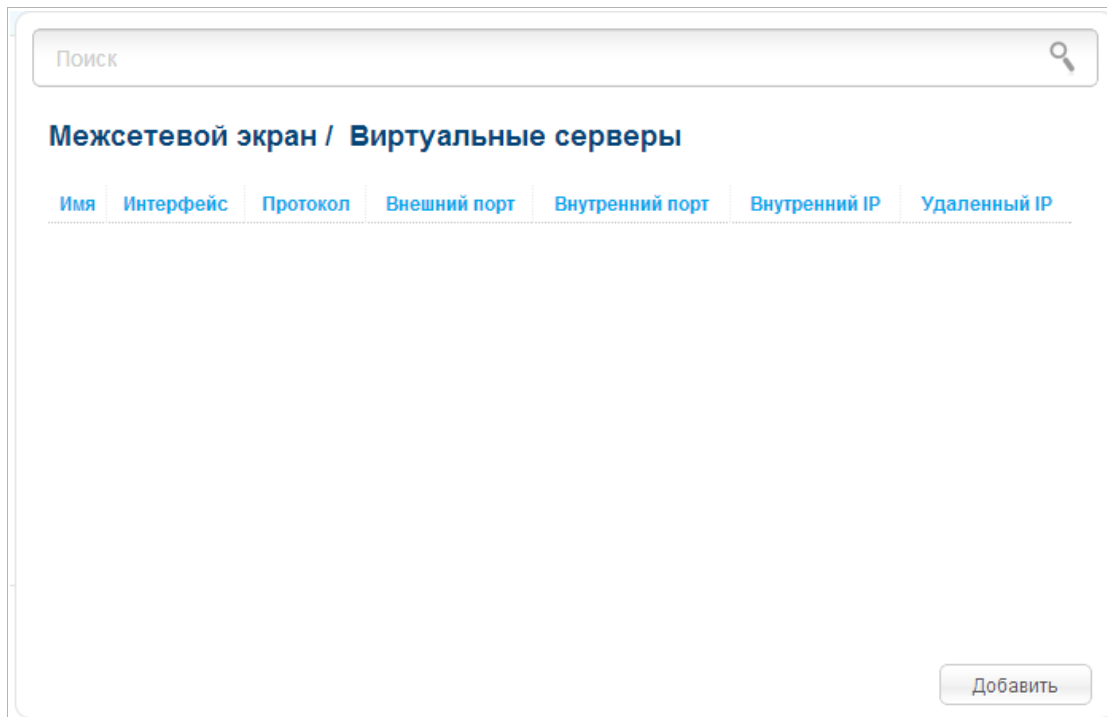 Поиск
Межсетевой экран / Виртуальные серверы
Имя Интерфейс Протокол Внешний порт Внутренний порт Внутренний IP Удаленный IP
Добавить